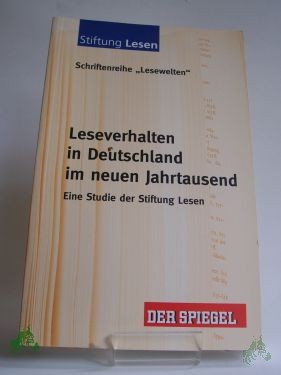 Stiftung Lesen
Schriftenreihe „Lesewelten"
Leseverhalten
in Deutschland
im neuen Jahrtausend
Eine Studie der Stiftung Lesen
DER SPIEGEL